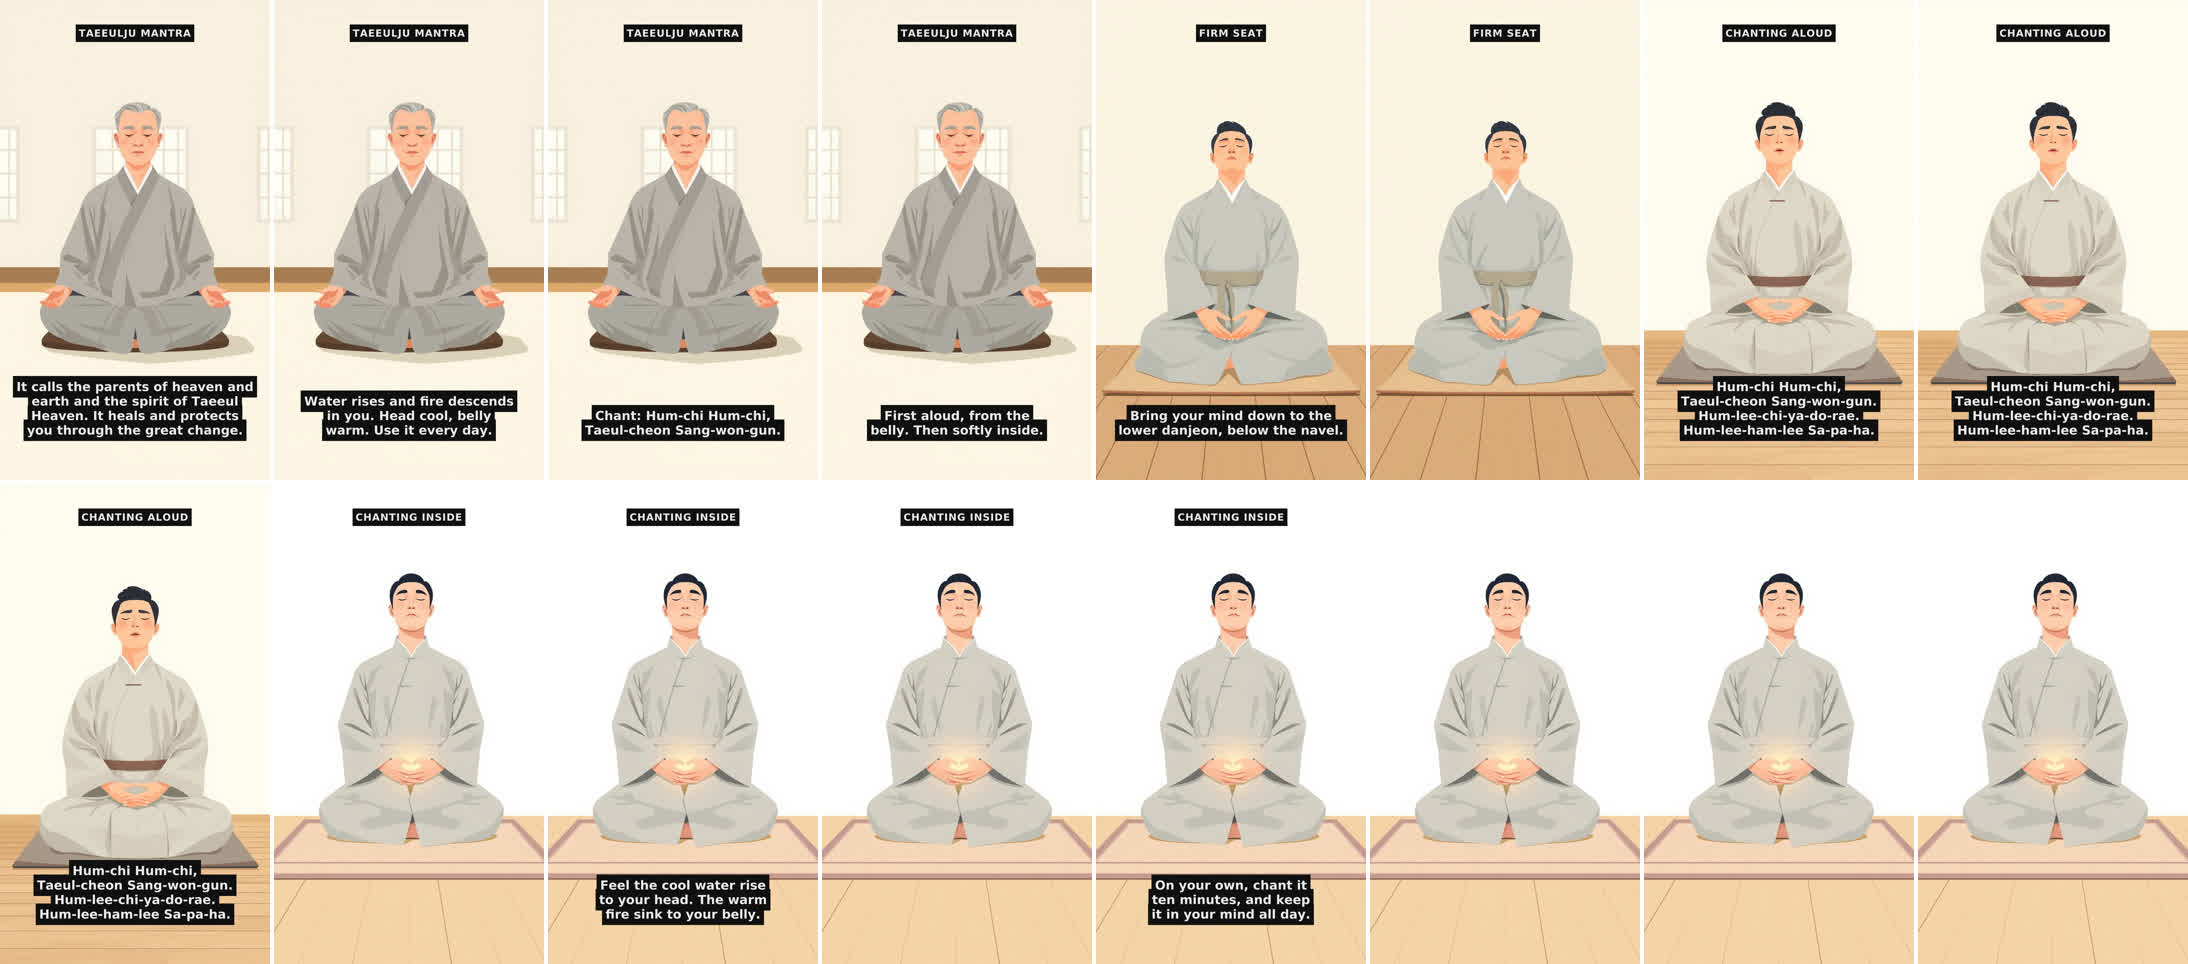 TAEEULJU MANTRA
It calls the parents of heaven and
earth and the spirit of Taeeul
Heaven. It heals and protects
you through the great change.
TAEEULJU MANTRA
Water rises and fire descends
in you. Head cool, belly
warm. Use it every day.
TAEEULJU MANTRA
Chant: Hum-chi Hum-chi,
Taeul-cheon Sang-won-gun.
TAEEULJU MANTRA
First aloud, from the
belly. Then softly inside.
FIRM SEAT
Bring your mind down to the
lower danjeon, below the navel.
FIRM SEAT
CHANTING ALOUD
Hum-chi Hum-chi,
Taeul-cheon Sang-won-gun.
Hum-lee-chi-ya-do-rae.
Hum-lee-ham-lee Sa-pa-ha.
CHANTING ALOUD
Hum-chi Hum-chi,
Taeul-cheon Sang-won-gun.
Hum-lee-chi-ya-do-rae.
Hum-lee-ham-lee Sa-pa-ha.
CHANTING ALOUD
Hum-chi Hum-chi,
Taeul-cheon Sang-won-gun.
Hum-lee-chi-ya-do-rae.
Hum-lee-ham-lee Sa-pa-ha.
CHANTING INSIDE
CHANTING INSIDE
Feel the cool water rise
to your head. The warm
fire sink to your belly.
CHANTING INSIDE
CHANTING INSIDE
On your own, chant it
ten minutes, and keep
it in your mind all day.